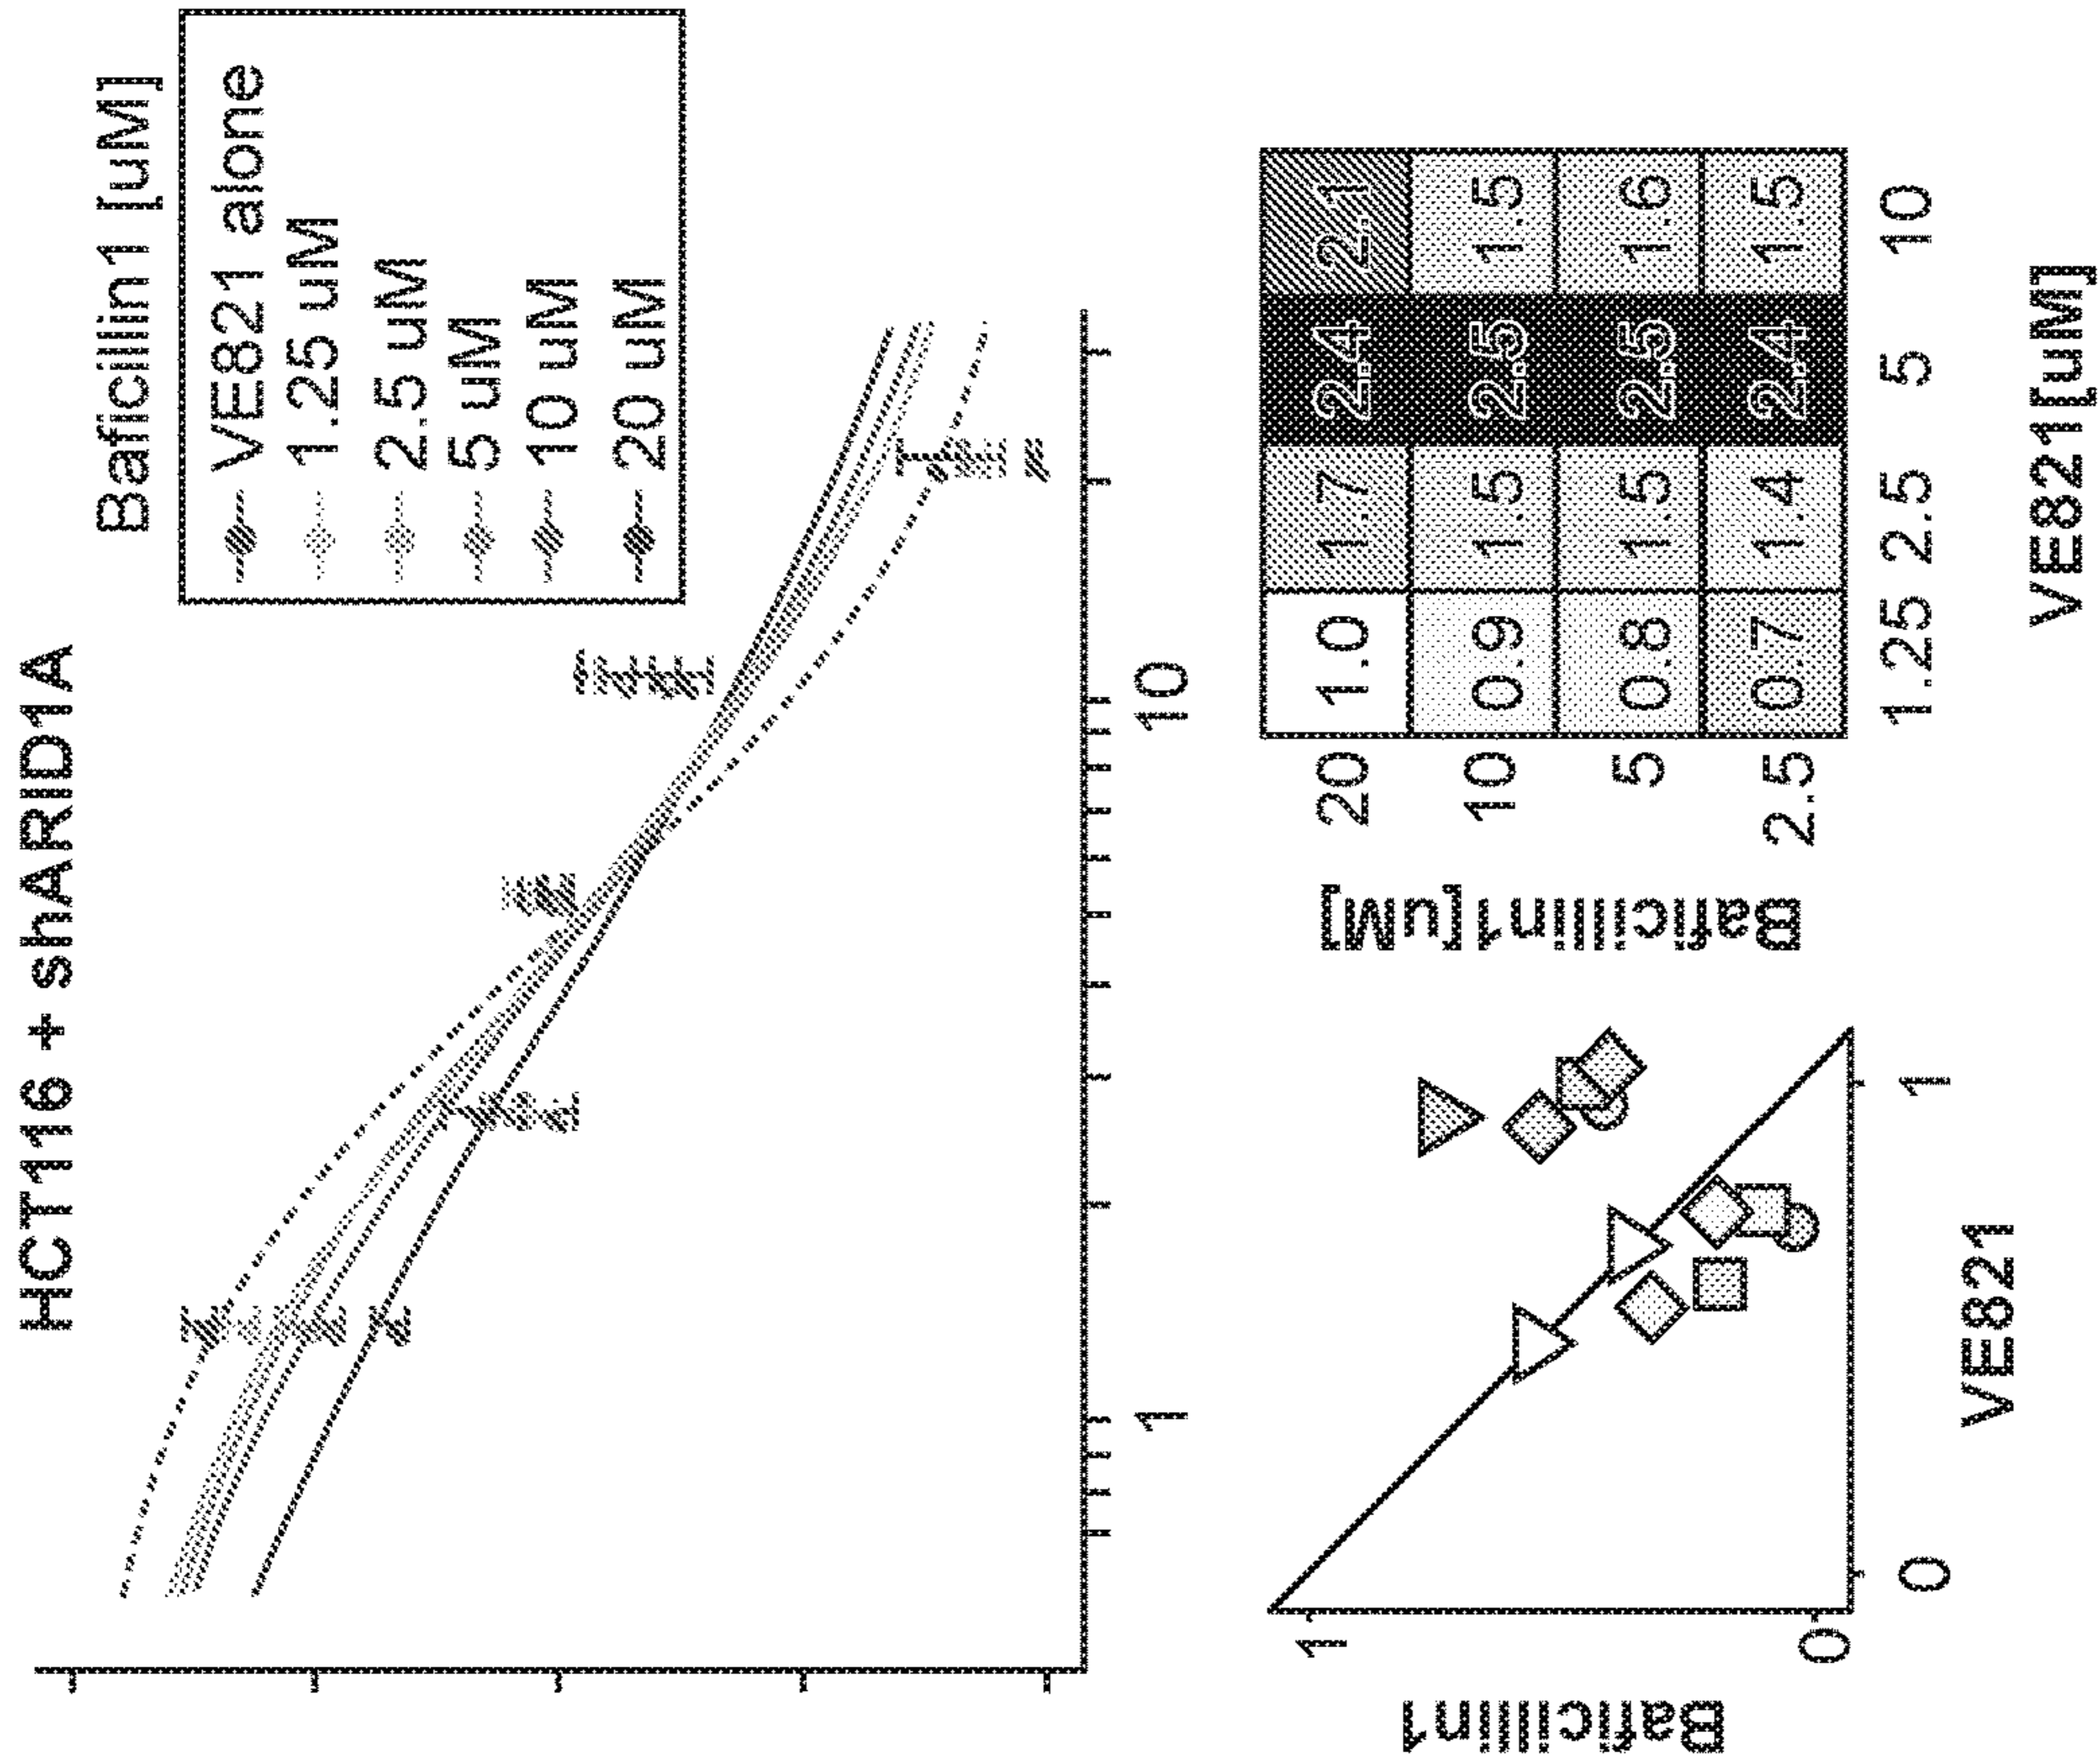 HCT116 + shARID1A
Baficillin1 [uM]
VE821 alone
1.25 uM
2.5 uM
5 uM
10 uM
20 uM
1
10
Baficillin1
1
0
0
1
VE821
Baficillin1[uM]
20
1.0
1.7
2.4
2.1
10
0.9
1.5
2.5
1.5
5
0.8
1.5
2.5
1.6
2.5
0.7
1.4
2.4
1.5
1.25
2.5
5
10
VE821[uM]